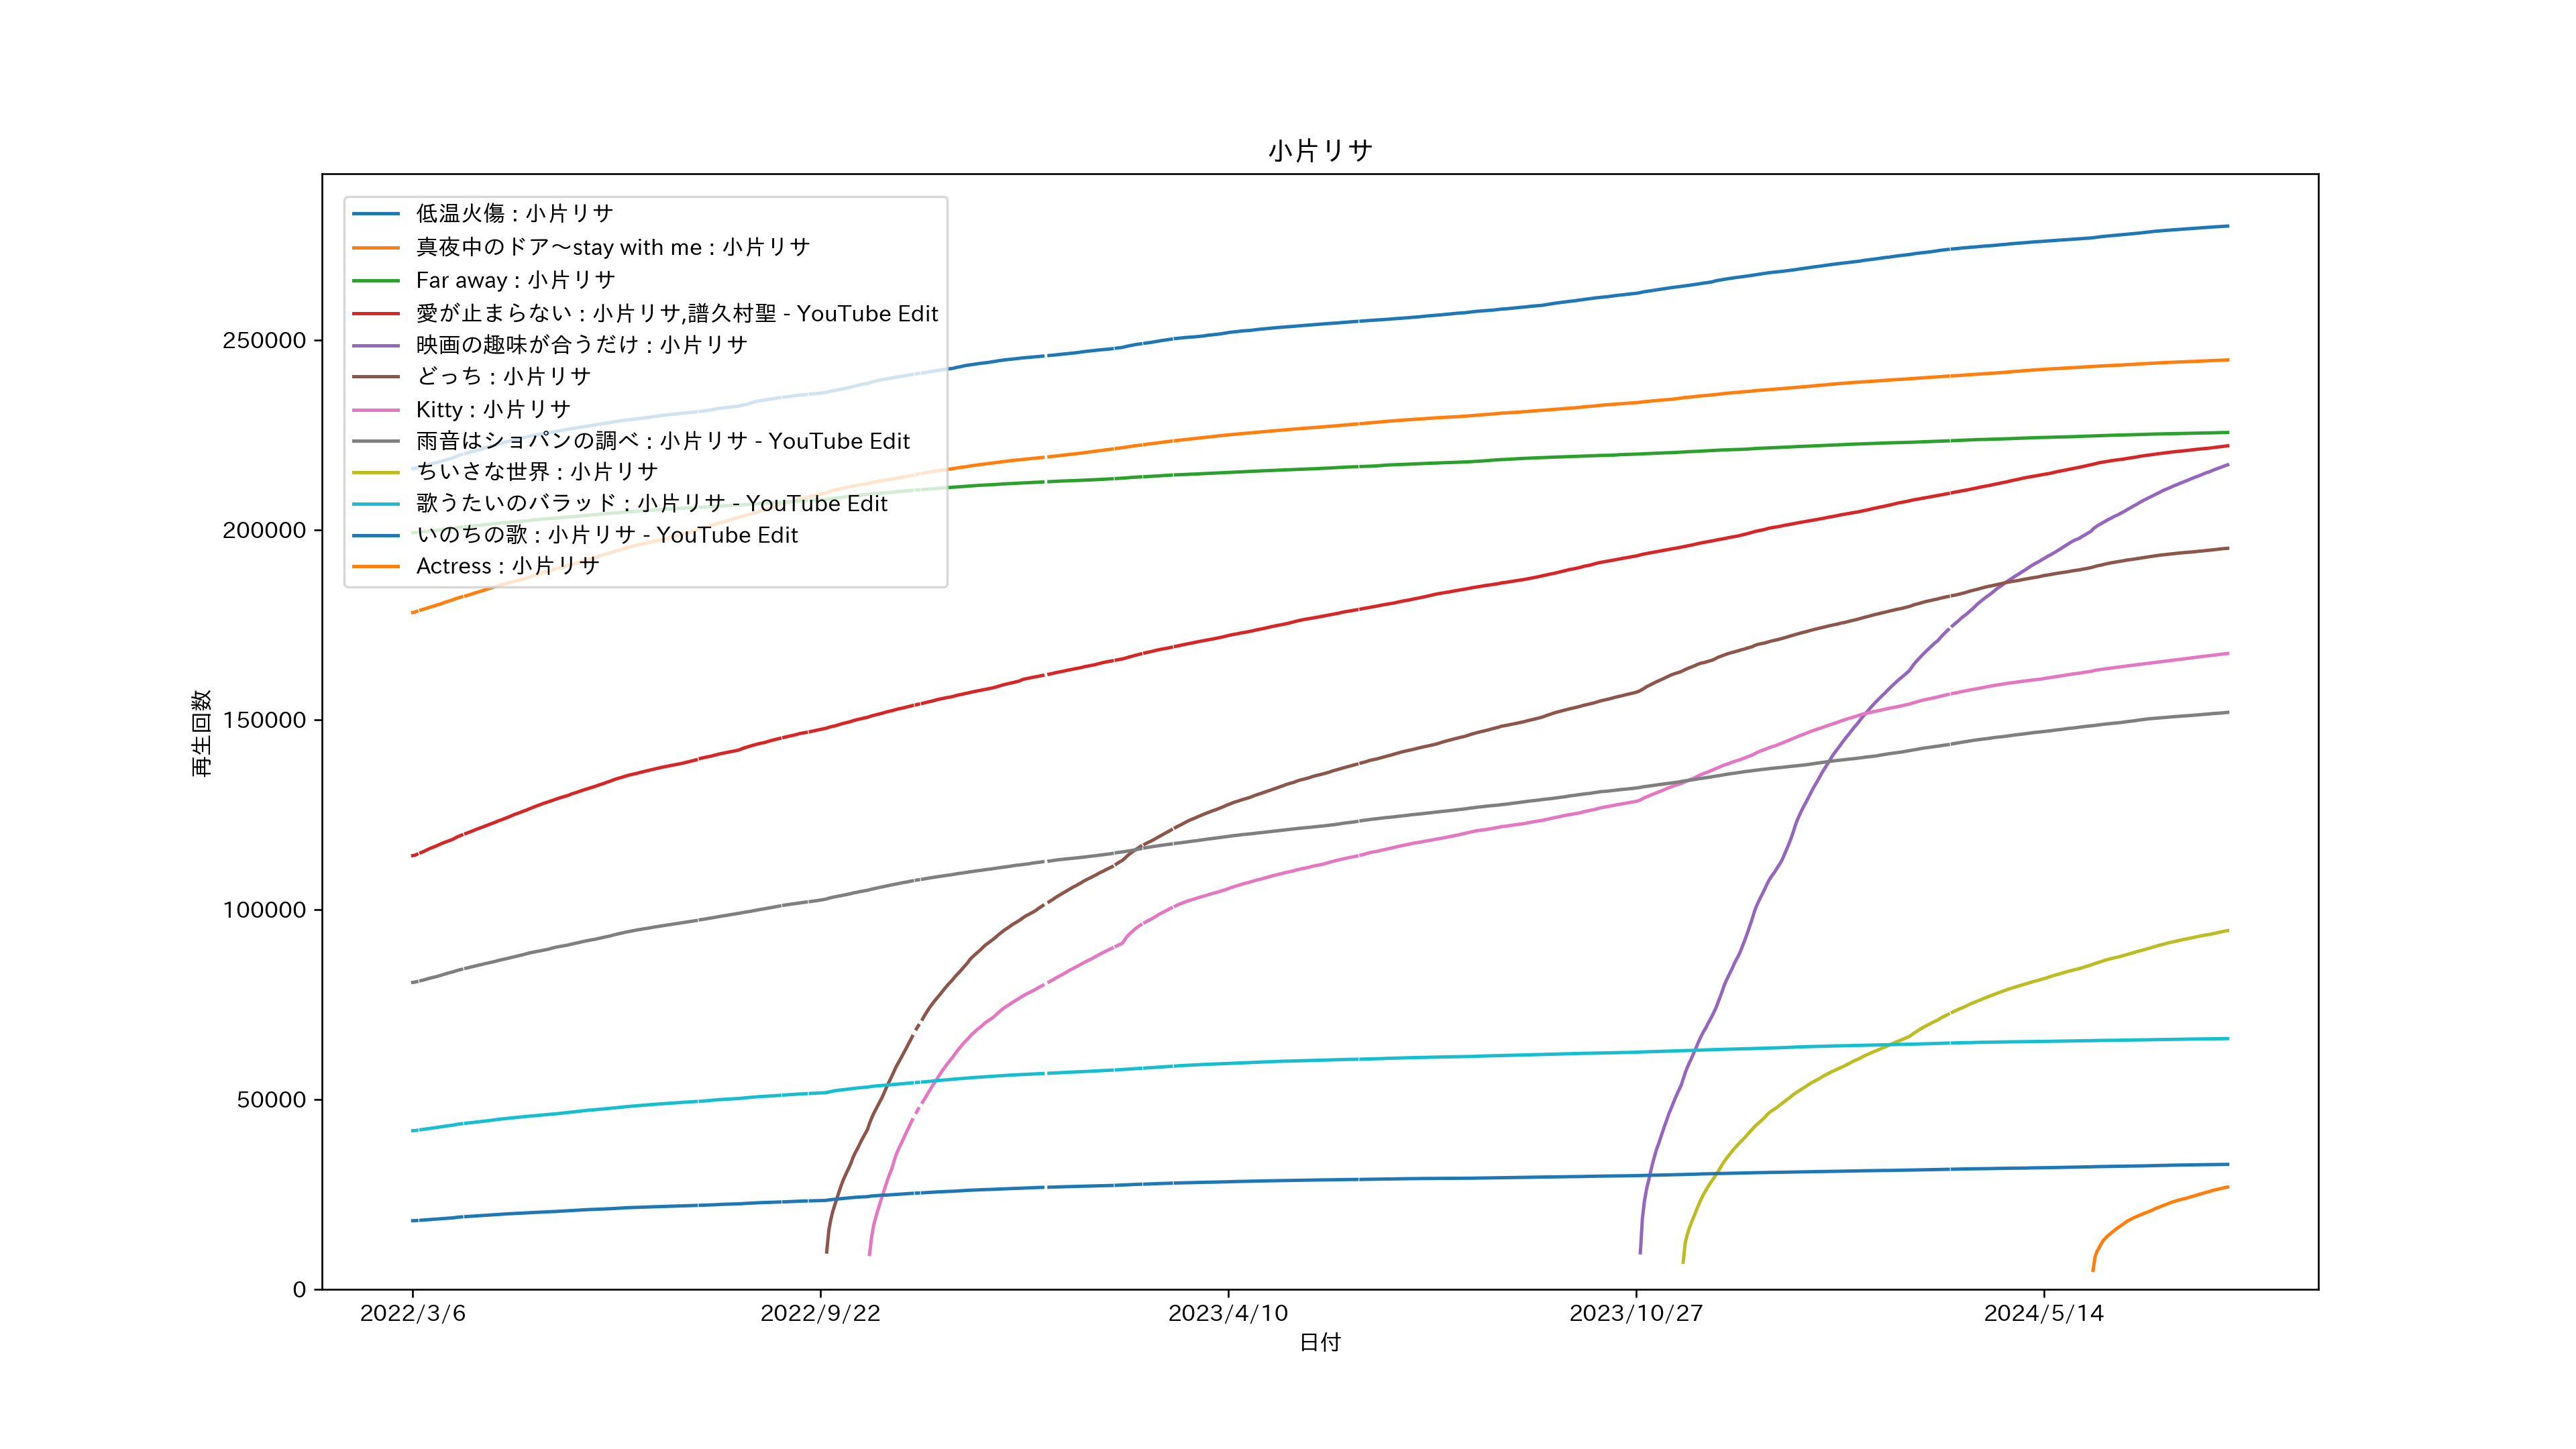 小片リサ
低温火傷 : 小片リサ
真夜中のドア〜stay with me : 小片リサ
Far away : 小片リサ
愛が止まらない : 小片リサ,譜久村聖 - YouTube Edit
映画の趣味が合うだけ : 小片リサ
どっち : 小片リサ
Kitty : 小片リサ
雨音はショパンの調べ : 小片リサ - YouTube Edit
ちいさな世界 : 小片リサ
歌うたいのバラッド : 小片リサ - YouTube Edit
いのちの歌 : 小片リサ - YouTube Edit
Actress : 小片リサ
再生回数
250000
200000
150000
100000
50000
0
2022/3/6
2022/9/22
2023/4/10
2023/10/27
2024/5/14
日付